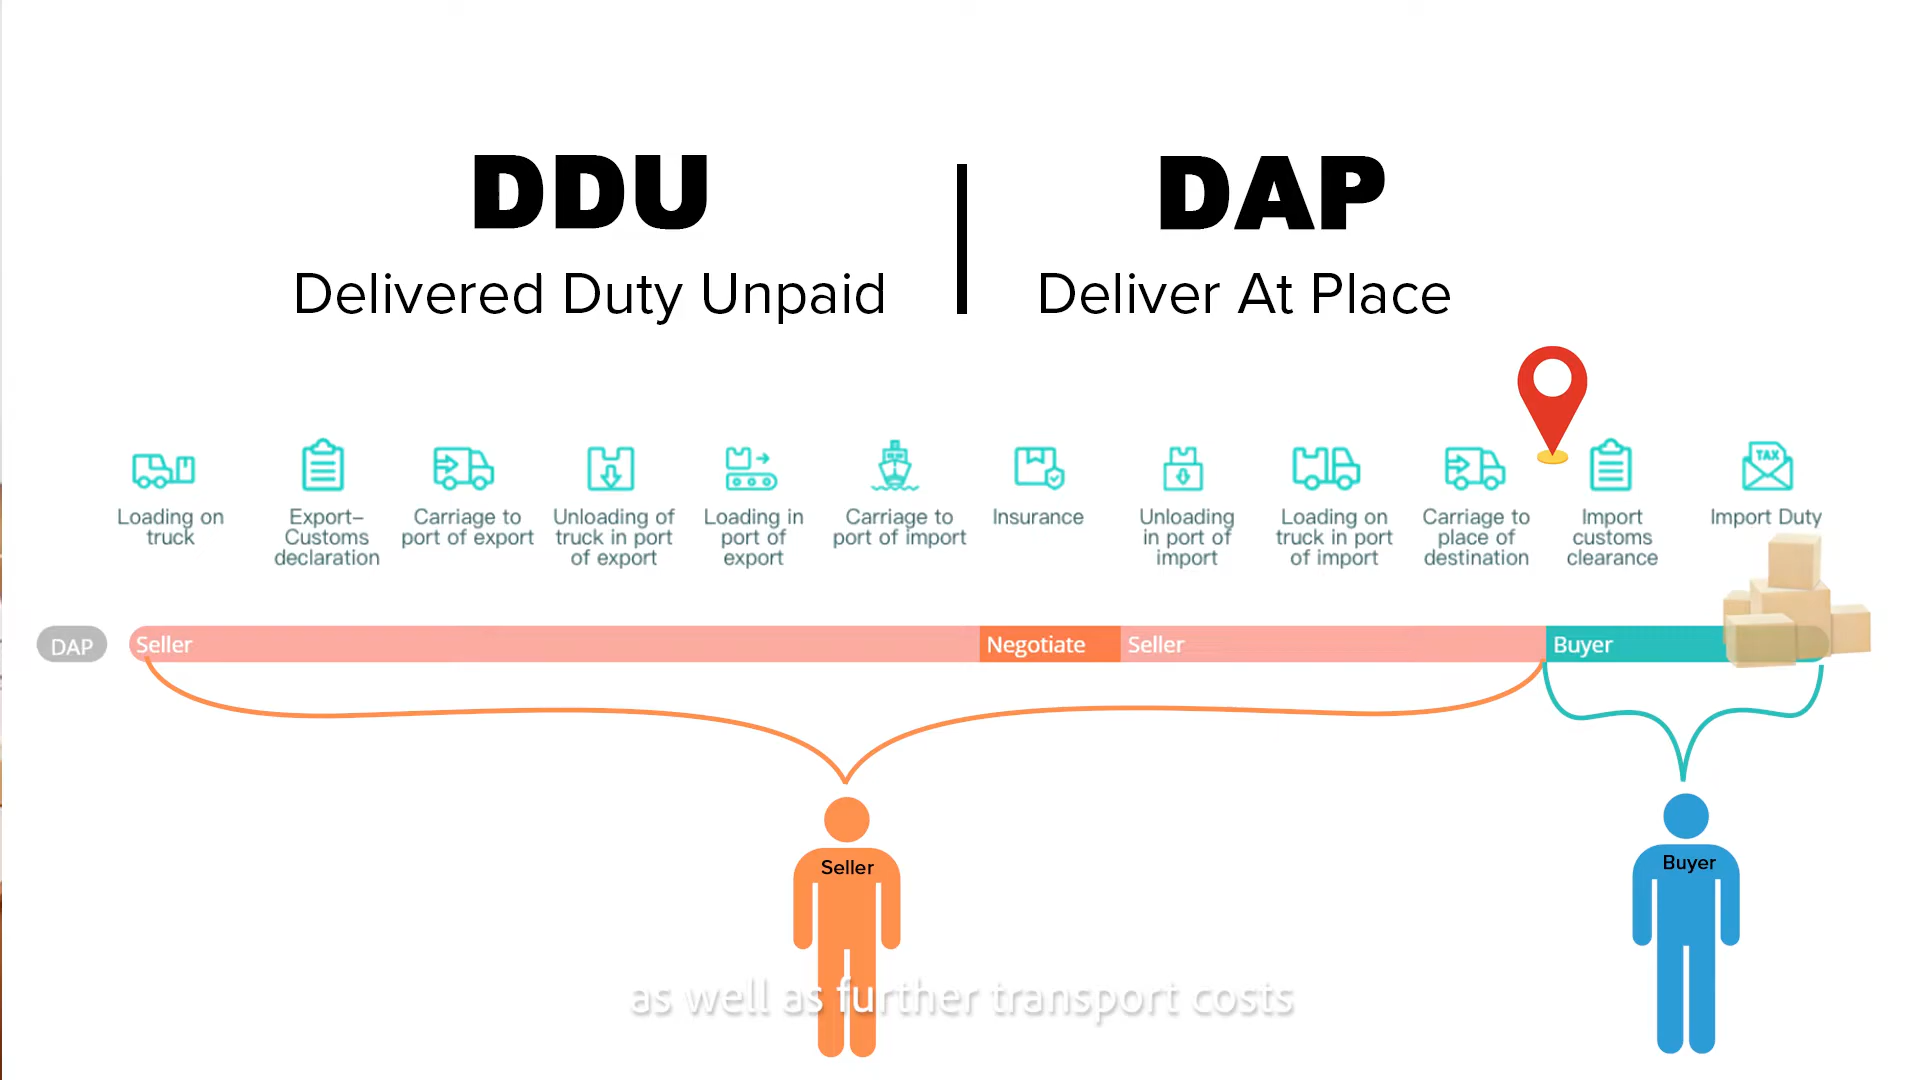 DDU
Delivered Duty Unpaid
DAP
Deliver At Place
Loading on
truck
Export–
Customs
declaration
Carriage to
port of export
Unloading of
truck in port
of export
Loading in
port of
export
Carriage to
port of import
Insurance
Unloading
in port of
import
Loading on
truck in port
of import
Carriage to
place of
destination
Import
customs
clearance
TAX
Import Duty
DAP
Seller
Negotiate
Seller
Buyer
Seller
Buyer
as well as further transport costs